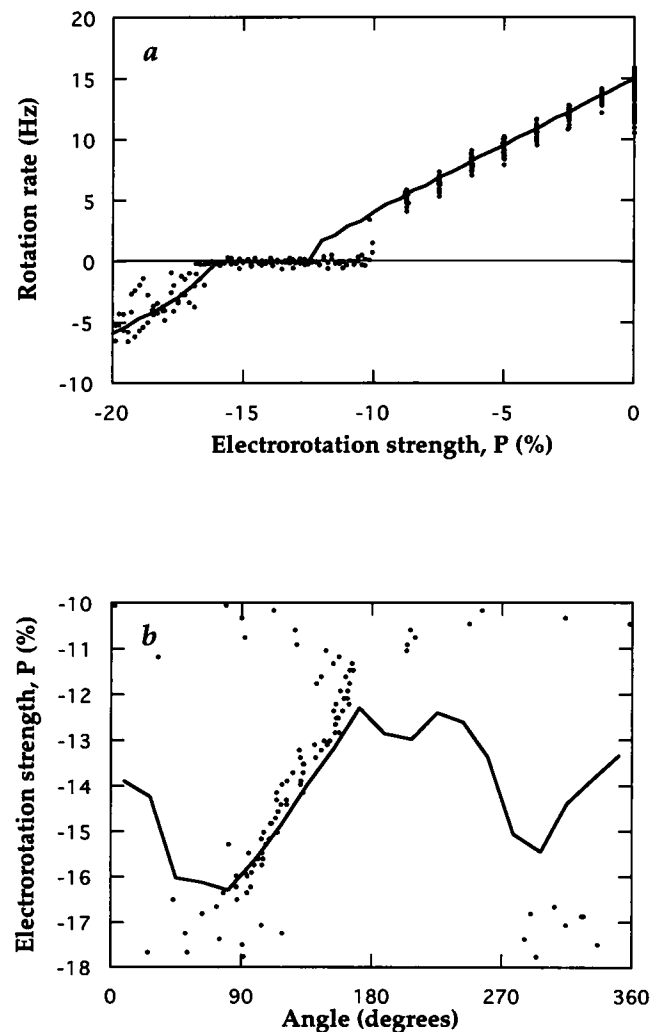 a
20
15
10
5
0
-5
-10
Rotation rate (Hz)
-20 -15 -10 -5 0
Electrorotation strength, P (%)
b
-10
-11
-12
-13
-14
-15
-16
-17
-18
Electrorotation strength, P (%)
0 90 180 270 360
Angle (degrees)